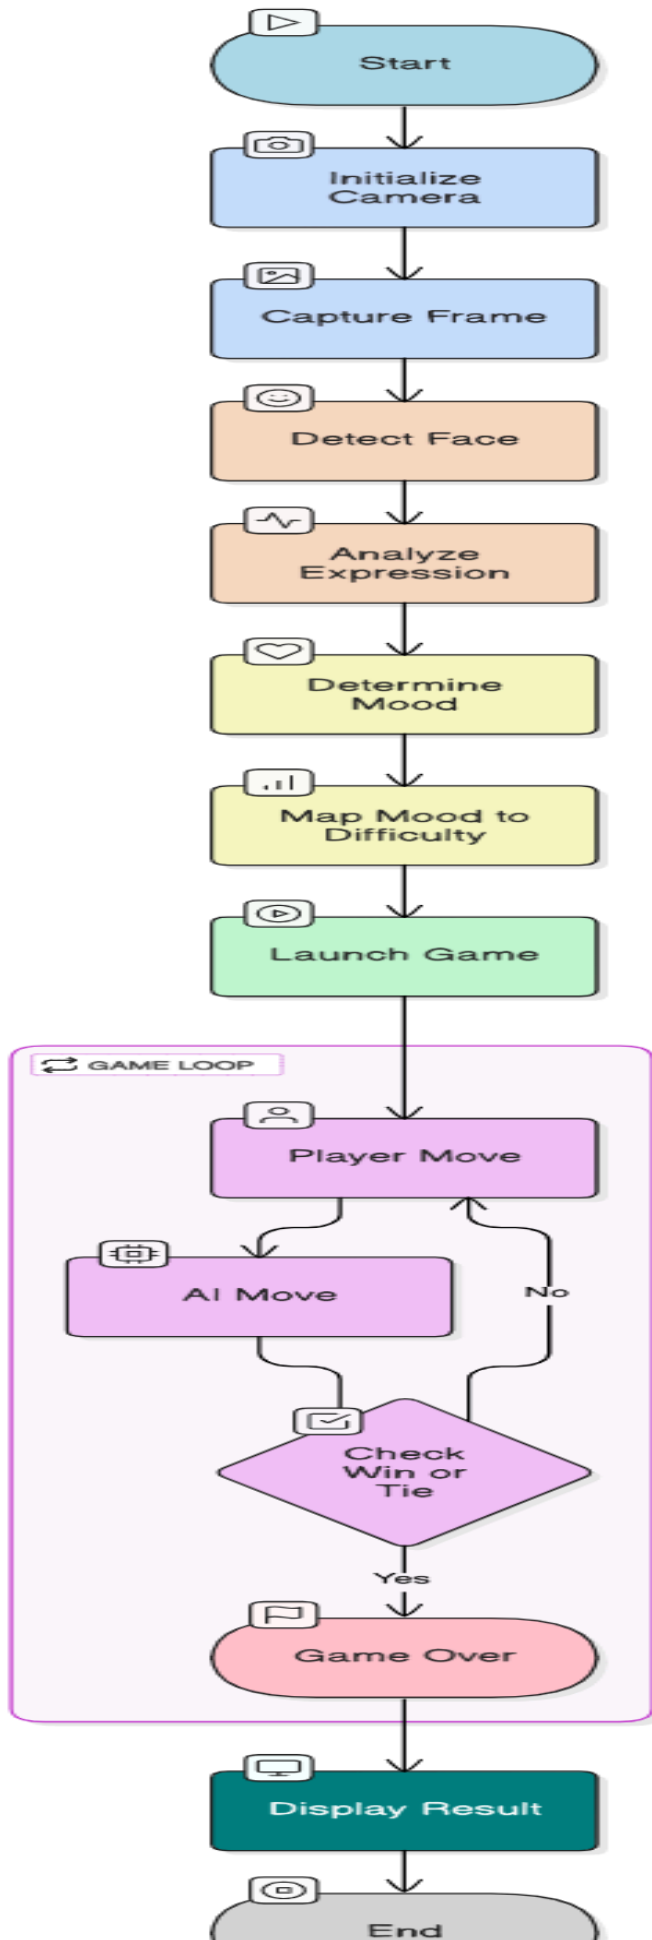 Start
Initialize
Camera
Capture Frame
Detect Face
Analyze
Expression
Determine
Mood
Map Mood to
Difficulty
Launch Game
GAME LOOP
Player Move
AI Move
No
Check
Win or
Tie
Yes
Game Over
Display Result
End